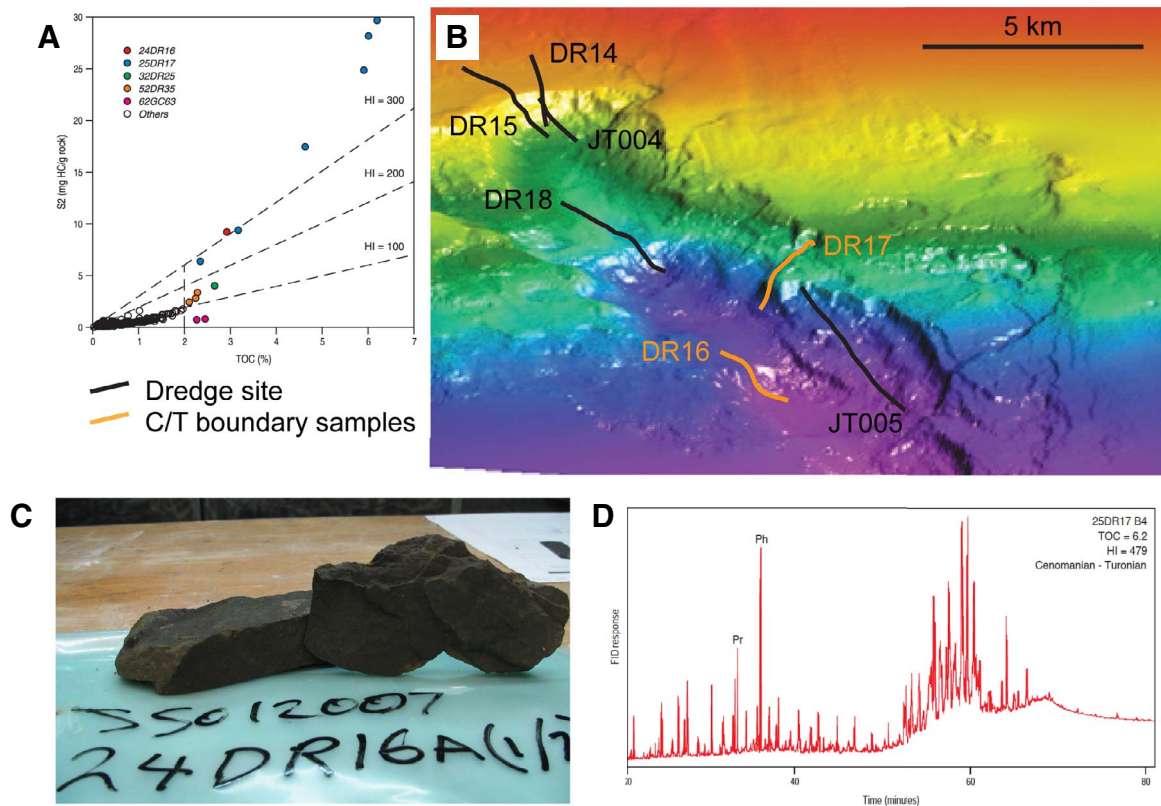 A
S2 (mg HC/g rock)
30
25
20
15
10
5
0
24DR16
25DR17
32DR25
52DR35
62GC63
Others
HI = 300
HI = 200
HI = 100
0 1 2 3 4 5 6 7
TOC (%)
Dredge site
C/T boundary samples
B
5 km
DR14
DR15
JT004
DR18
DR17
DR16
JT005
C
SS012007
24DR16A(1)
D
25DR17 B4
TOC = 6.2
HI = 479
Cenomanian - Turonian
Ph
Pr
FID response
40 60 80
Time (minutes)